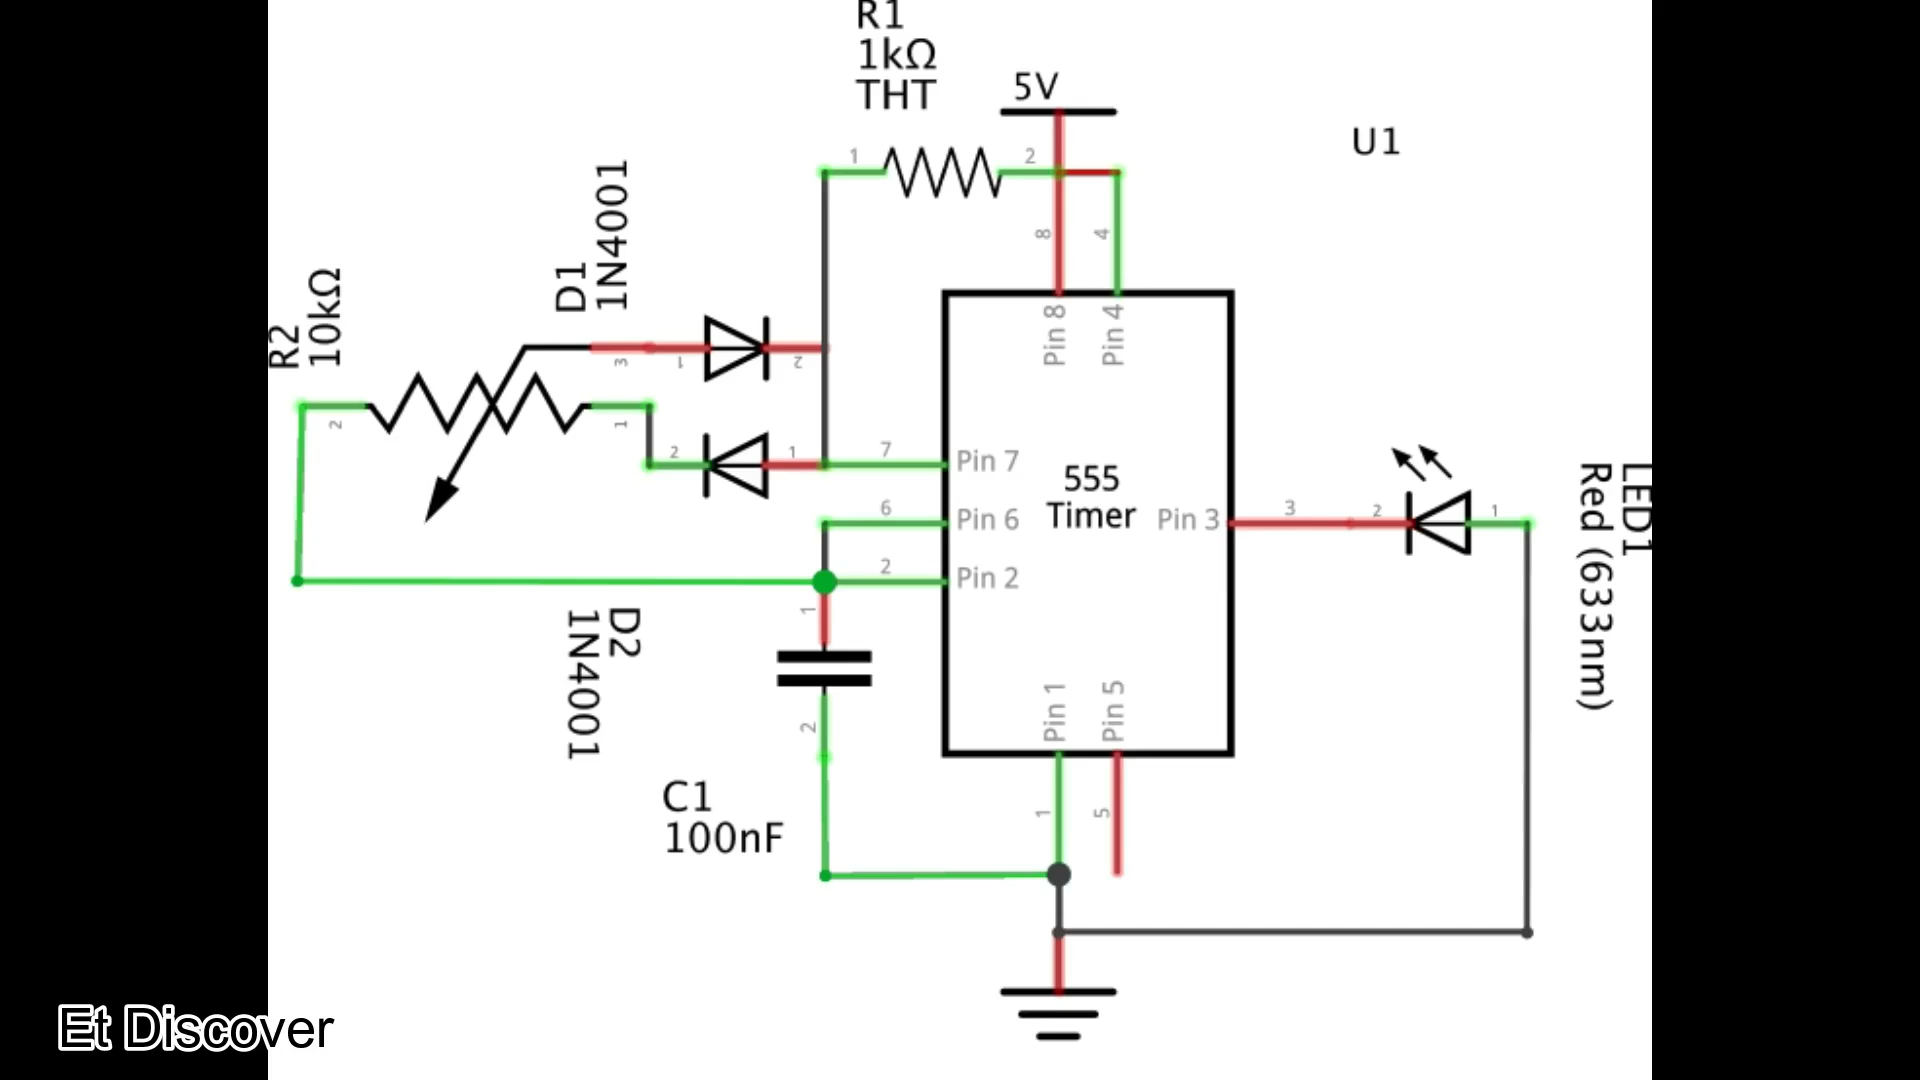 R1
1kΩ
THT
5V
U1
1
2
8
4
D1
1N4001
R2
10kΩ
3
1
2
2
1
2
1
7
6
2
Pin 8
Pin 4
Pin 7
Pin 6
Pin 2
555
Timer
Pin 3
3
2
1
LED1
Red (633nm)
D2
1N4001
1
2
C1
100nF
Pin 1
Pin 5
1
5
Et Discover